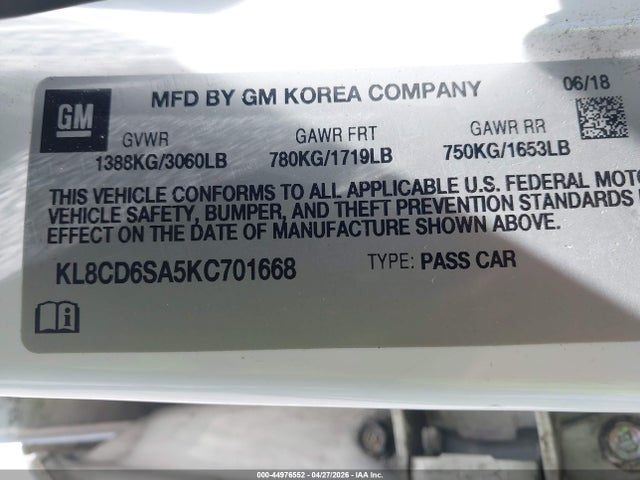 GM
MFD BY GM KOREA COMPANY
06/18
GVWR
1388KG/3060LB
GAWR FRT
780KG/1719LB
GAWR RR
750KG/1653LB
THIS VEHICLE CONFORMS TO ALL APPLICABLE U.S. FEDERAL MOTO
VEHICLE SAFETY, BUMPER, AND THEFT PREVENTION STANDARDS I
EFFECT ON THE DATE OF MANUFACTURE SHOWN ABOVE.
KL8CD6SA5KC701668
TYPE: PASS CAR
000-44976552 | 04/27/2026 | IAA Inc.